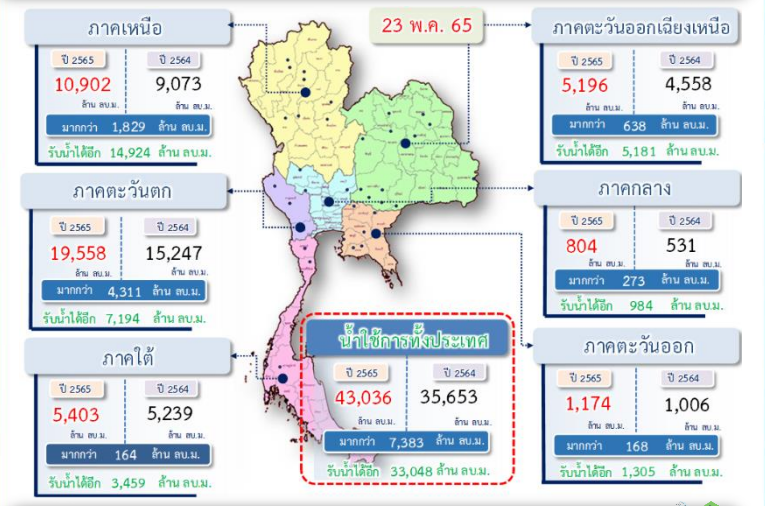 23 พ.ค. 65
ภาคเหนือ
ปี 2565 ปี 2564
10,902 9,073
ล้าน ลบ.ม. ล้าน ลบ.ม.
มากกว่า 1,829 ล้าน ลบ.ม.
รับน้ำได้อีก 14,924 ล้าน ลบ.ม.
ภาคตะวันออกเฉียงเหนือ
ปี 2565 ปี 2564
5,196 4,558
ล้าน ลบ.ม. ล้าน ลบ.ม.
มากกว่า 638 ล้าน ลบ.ม.
รับน้ำได้อีก 5,181 ล้าน ลบ.ม.
ภาคตะวันตก
ปี 2565 ปี 2564
19,558 15,247
ล้าน ลบ.ม. ล้าน ลบ.ม.
มากกว่า 4,311 ล้าน ลบ.ม.
รับน้ำได้อีก 7,194 ล้าน ลบ.ม.
ภาคกลาง
ปี 2565 ปี 2564
804 531
ล้าน ลบ.ม. ล้าน ลบ.ม.
มากกว่า 273 ล้าน ลบ.ม.
รับน้ำได้อีก 984 ล้าน ลบ.ม.
ภาคใต้
ปี 2565 ปี 2564
5,403 5,239
ล้าน ลบ.ม. ล้าน ลบ.ม.
มากกว่า 164 ล้าน ลบ.ม.
รับน้ำได้อีก 3,459 ล้าน ลบ.ม.
น้ำใช้การทั้งประเทศ
ปี 2565 ปี 2564
43,036 35,653
ล้าน ลบ.ม. ล้าน ลบ.ม.
มากกว่า 7,383 ล้าน ลบ.ม.
รับน้ำได้อีก 33,048 ล้าน ลบ.ม.
ภาคตะวันออก
ปี 2565 ปี 2564
1,174 1,006
ล้าน ลบ.ม. ล้าน ลบ.ม.
มากกว่า 168 ล้าน ลบ.ม.
รับน้ำได้อีก 1,305 ล้าน ลบ.ม.